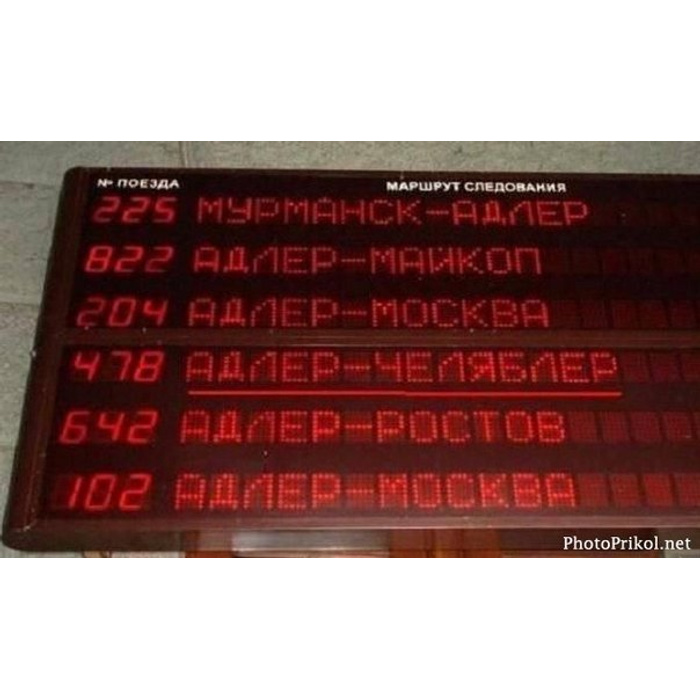 № ПОЕЗДА МАРШРУТ СЛЕДОВАНИЯ
225 МУРМАНСК-АДЛЕР
822 АДЛЕР-МАЙКОП
204 АДЛЕР-МОСКВА
478 АДЛЕР-ЧЕЛЯБЛЕР
642 АДЛЕР-РОСТОВ
102 АДЛЕР-МОСКВА
PhotoPrikol.net